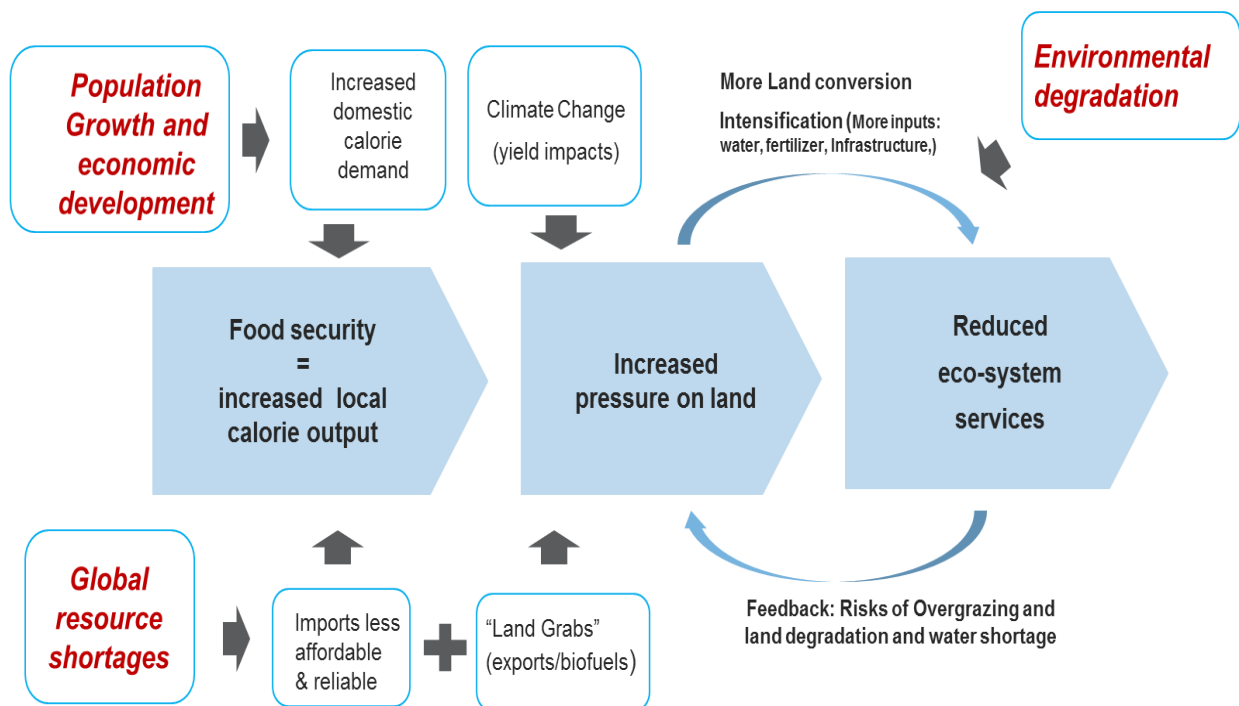 Population
Growth and
economic
development
Increased
domestic
calorie
demand
Climate Change
(yield impacts)
More Land conversion
Intensification (More inputs:
water, fertilizer, Infrastructure,)
Environmental
degradation
Food security
=
increased local
calorie output
Increased
pressure on land
Reduced
eco-system
services
Global
resource
shortages
Imports less
affordable
& reliable
“Land Grabs”
(exports/biofuels)
Feedback: Risks of Overgrazing and
land degradation and water shortage